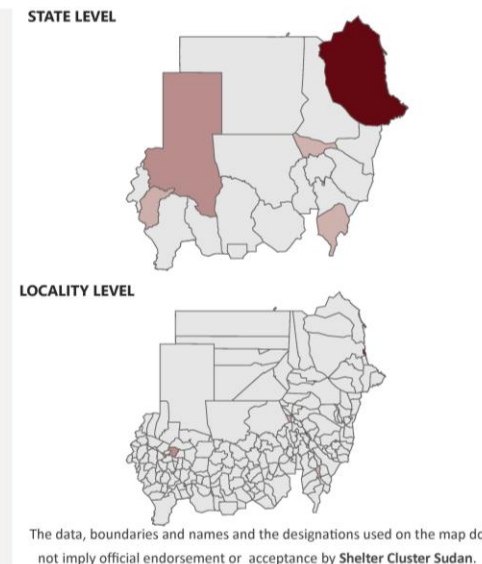 STATE LEVEL
LOCALITY LEVEL
The data, boundaries and names and the designations used on the map do
not imply official endorsement or acceptance by Shelter Cluster Sudan.